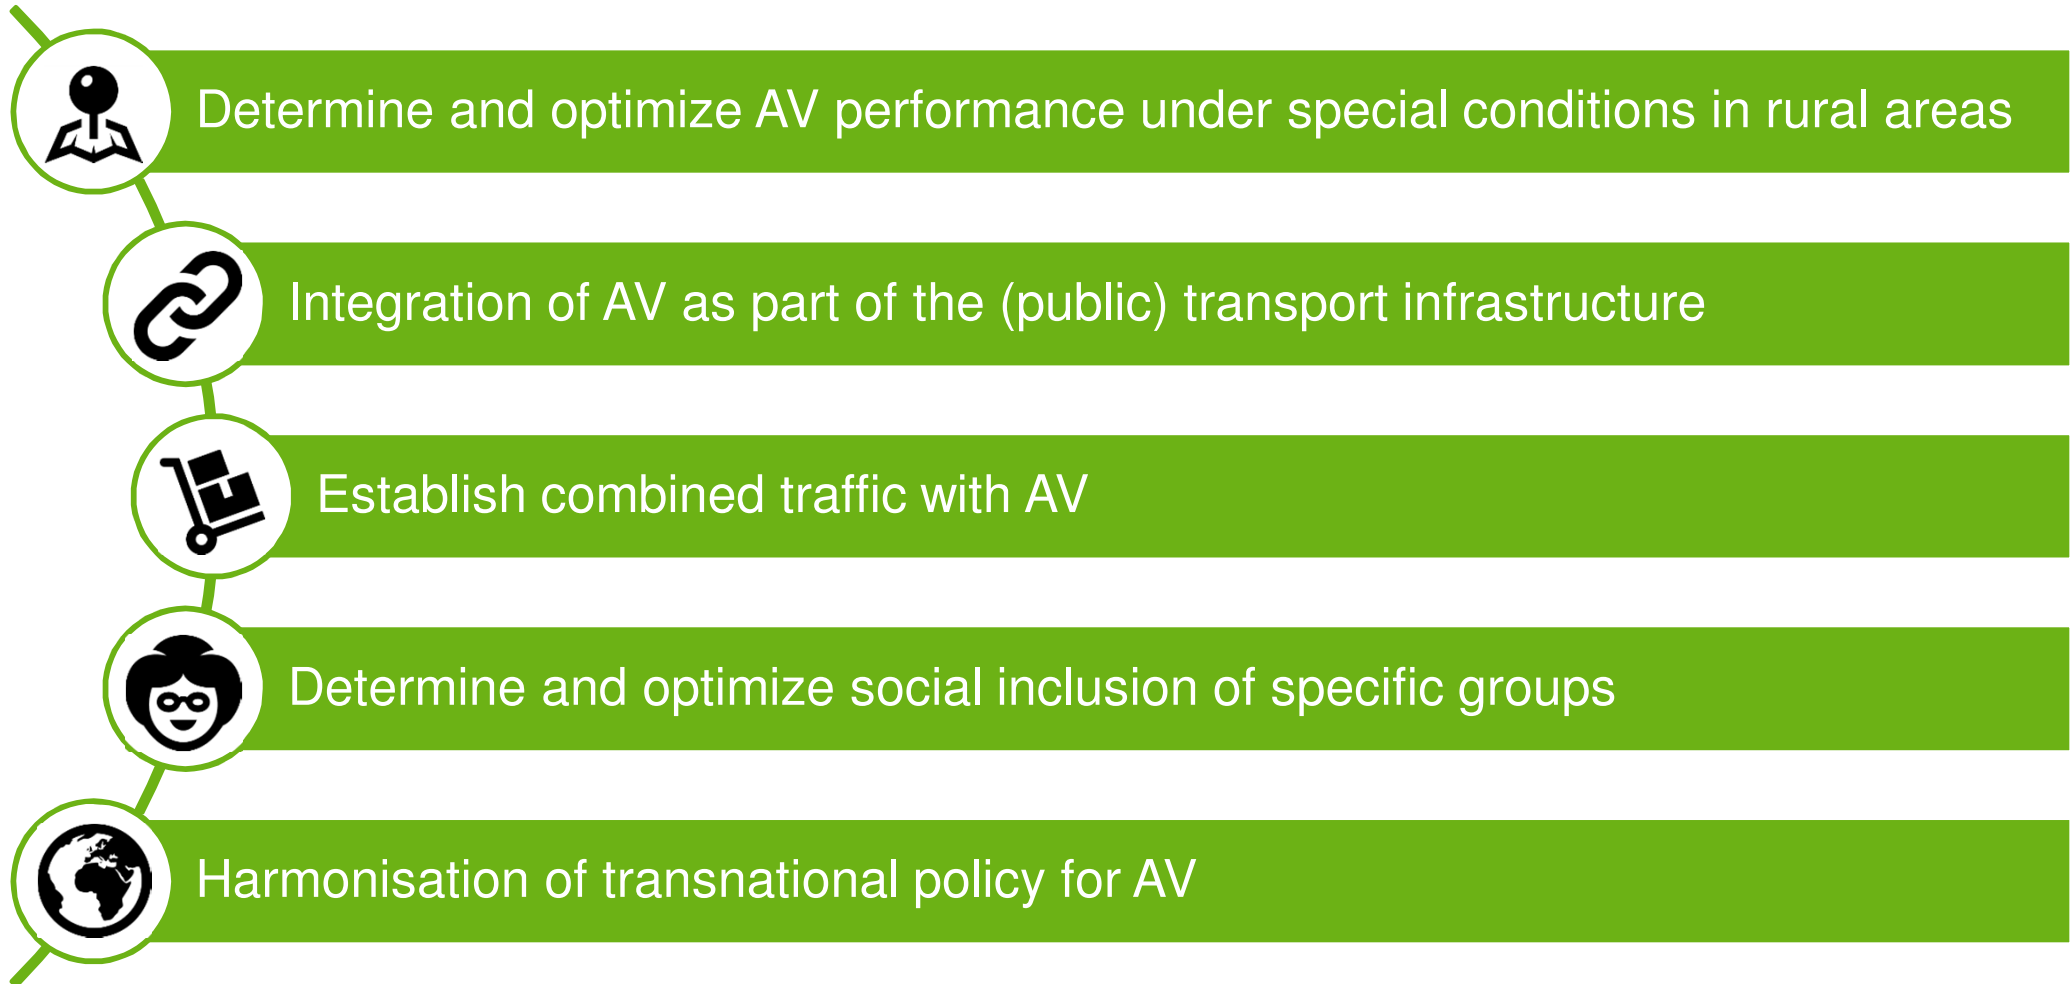 Determine and optimize AV performance under special conditions in rural areas
Integration of AV as part of the (public) transport infrastructure
Establish combined traffic with AV
Determine and optimize social inclusion of specific groups
Harmonisation of transnational policy for AV